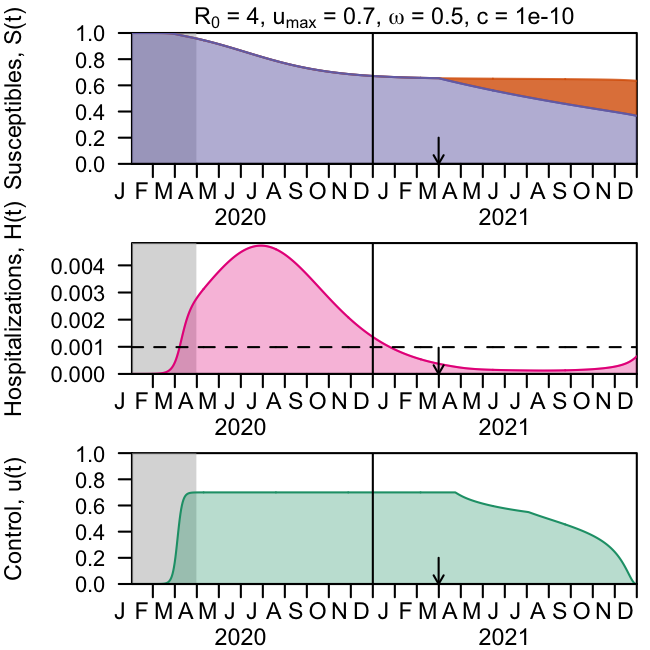 R₀ = 4, uₘₐₓ = 0.7, ω = 0.5, c = 1e-10
Susceptibles, S(t)
1.0
0.8
0.6
0.4
0.2
0.0
J F M A M J J A S O N D J F M A M J J A S O N D
2020 2021
Hospitalizations, H(t)
0.004
0.003
0.002
0.001
0.000
J F M A M J J A S O N D J F M A M J J A S O N D
2020 2021
Control, u(t)
1.0
0.8
0.6
0.4
0.2
0.0
J F M A M J J A S O N D J F M A M J J A S O N D
2020 2021